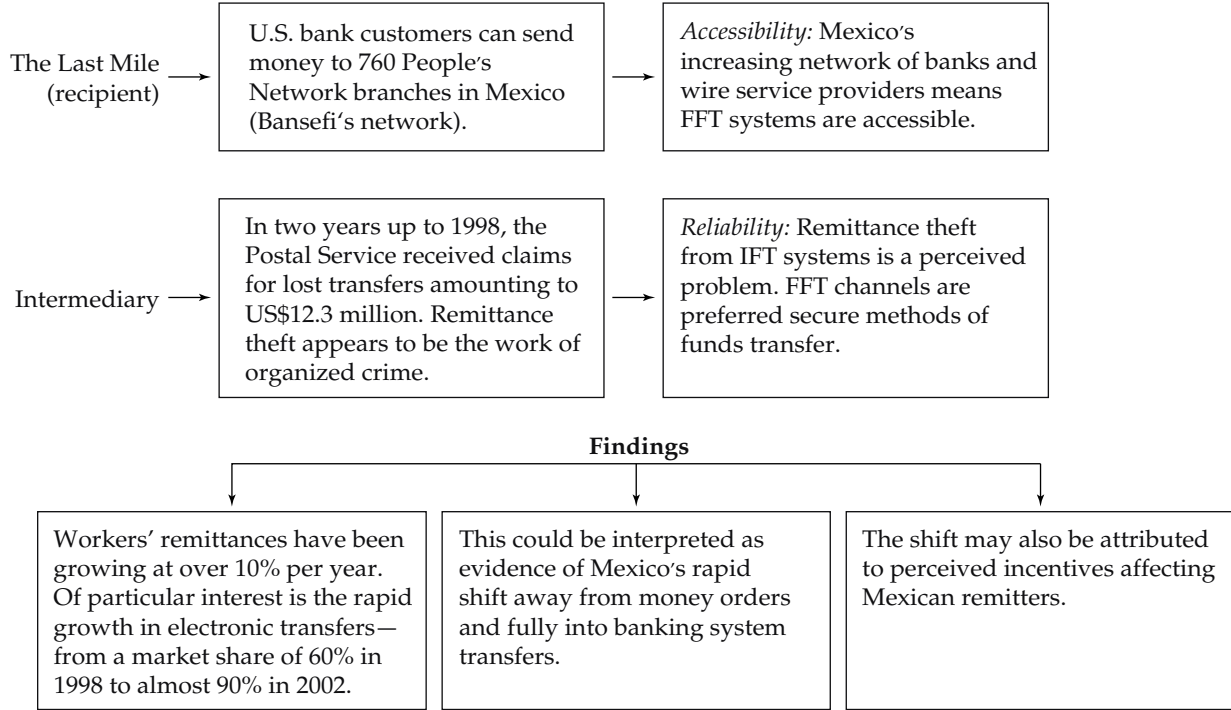 The Last Mile
(recipient)
U.S. bank customers can send
money to 760 People's
Network branches in Mexico
(Bansefi‘s network).
Accessibility: Mexico's
increasing network of banks and
wire service providers means
FFT systems are accessible.
Intermediary
In two years up to 1998, the
Postal Service received claims
for lost transfers amounting to
US$12.3 million. Remittance
theft appears to be the work of
organized crime.
Reliability: Remittance theft
from IFT systems is a perceived
problem. FFT channels are
preferred secure methods of
funds transfer.
Findings
Workers’ remittances have been
growing at over 10% per year.
Of particular interest is the rapid
growth in electronic transfers—
from a market share of 60% in
1998 to almost 90% in 2002.
This could be interpreted as
evidence of Mexico’s rapid
shift away from money orders
and fully into banking system
transfers.
The shift may also be attributed
to perceived incentives affecting
Mexican remitters.